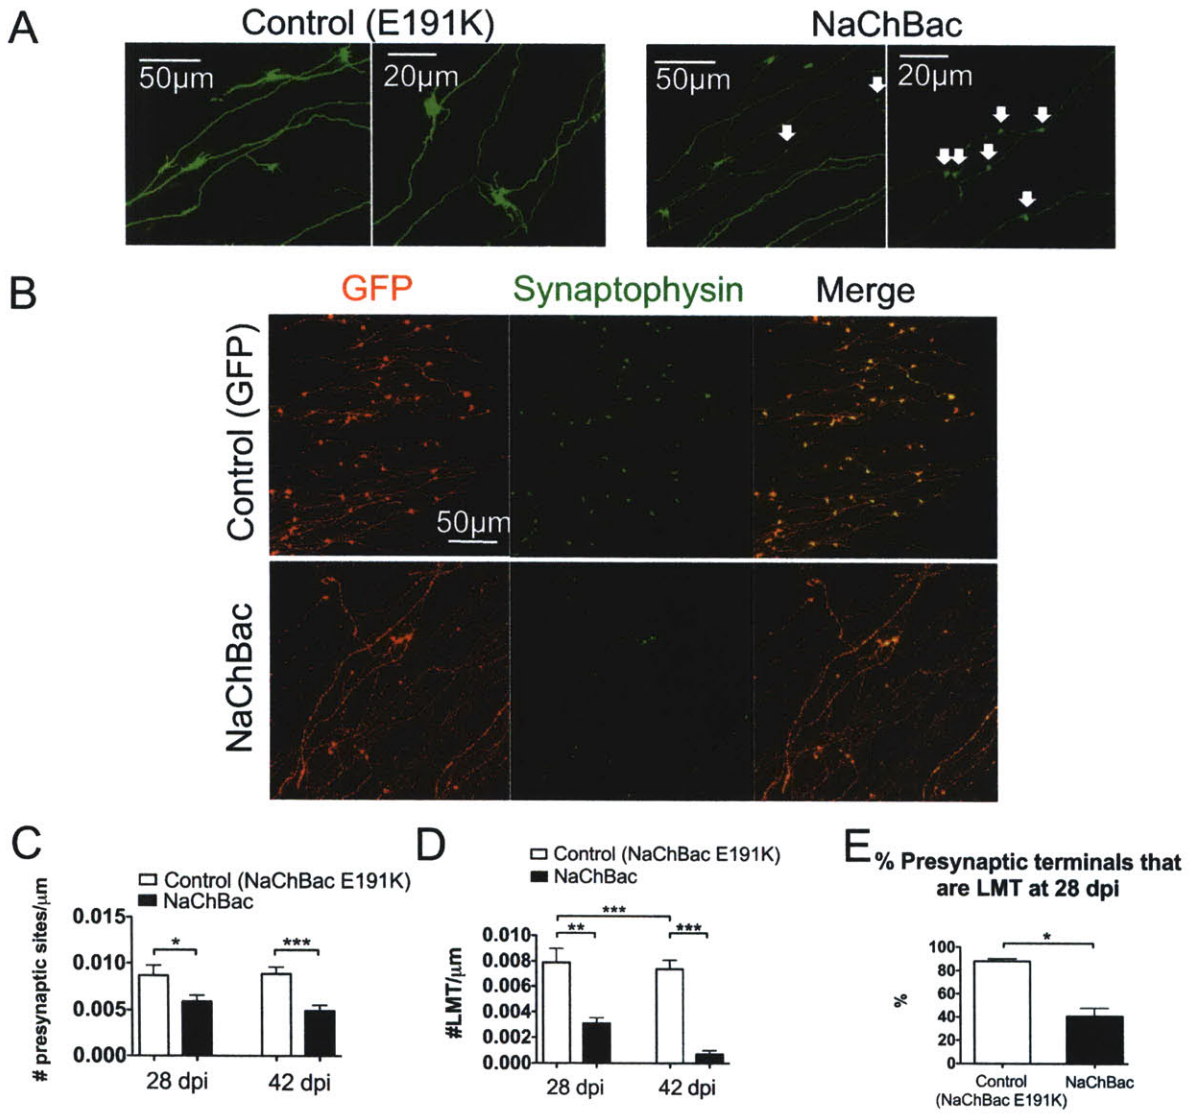 A
Control (E191K)
NaChBac
50µm
20µm
50µm
20µm
B
GFP
Synaptophysin
Merge
Control (GFP)
50µm
NaChBac
C
Control (NaChBac E191K)
NaChBac
# presynaptic sites/µm
0.015
0.010
0.005
0.000
*
***
28 dpi
42 dpi
D
Control (NaChBac E191K)
NaChBac
#LMT/µm
0.010
0.008
0.006
0.004
0.002
0.000
***
**
***
28 dpi
42 dpi
E
% Presynaptic terminals that
are LMT at 28 dpi
%
100
80
60
40
20
0
*
Control
(NaChBac E191K)
NaChBac